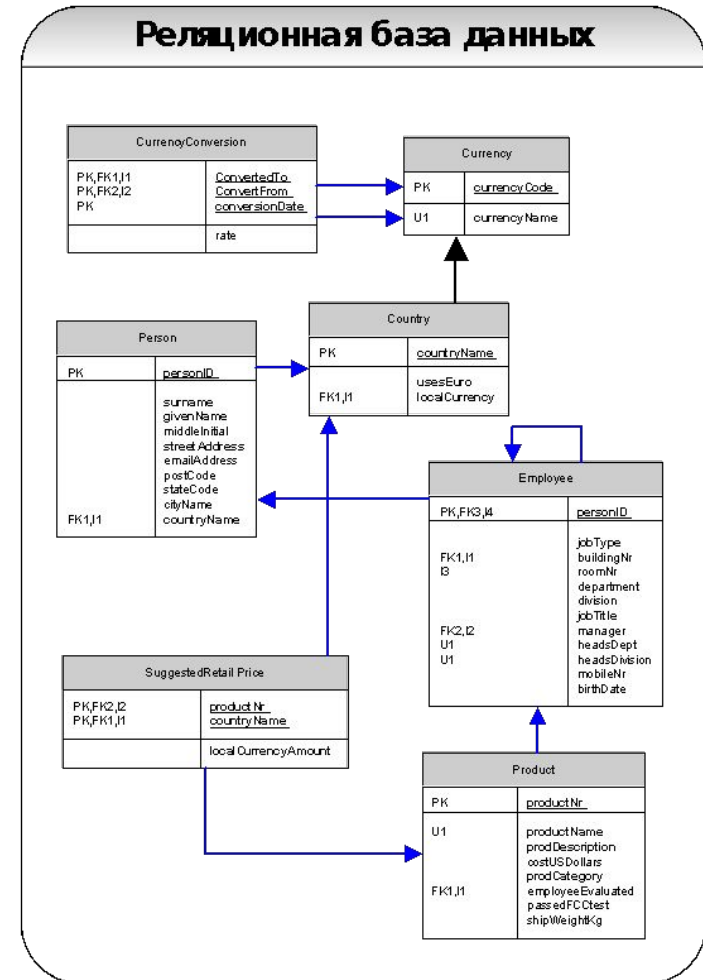 Реляционная база данных
CurrencyConversion
PK,FK1,I1 ConvertedTo
PK,FK2,I2 ConvertFrom
PK conversionDate
rate
Currency
PK currencyCode
U1 currencyName
Country
PK countryName
usesEuro
FK1,I1 localCurrency
Person
PK personID
surname
givenName
middleInitial
streetAddress
emailAddress
postCode
stateCode
cityName
FK1,I1 countryName
Employee
PK,FK3,I4 personID
jobType
FK1,I1 buildingNr
I3 roomNr
department
division
jobTitle
FK2,I2 manager
U1 headsDept
U1 headsDivision
mobileNr
birthDate
SuggestedRetail Price
PK,FK2,I2 productNr
PK,FK1,I1 countryName
localCurrencyAmount
Product
PK productNr
U1 productName
prodDescription
costUSDollars
prodCategory
FK1,I1 employeeEvaluated
passedFCCtest
shipWeightKg